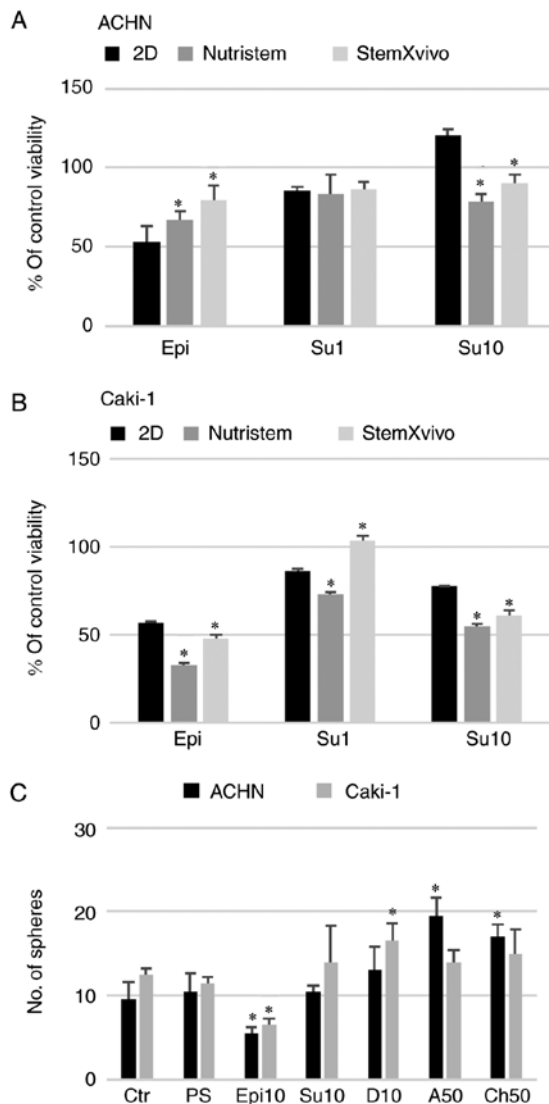 A
ACHN
2D Nutristem StemXvivo
% Of control viability
150
*
* * *
100
*
50
0
Epi Su1 Su10
B
Caki-1
2D Nutristem StemXvivo
% Of control viability
150
*
100
*
* * * *
50
0
Epi Su1 Su10
C
ACHN Caki-1
No. of spheres
30
* * *
20
* *
10
0
Ctr PS Epi10 Su10 D10 A50 Ch50